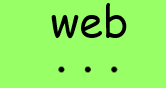 web
. . .